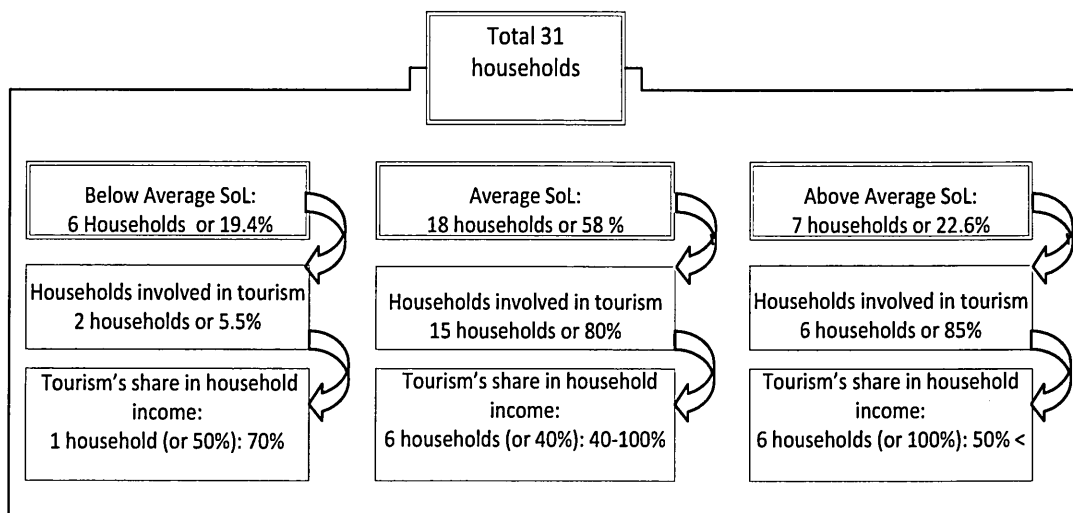 Total 31
households
Below Average SoL:
6 Households or 19.4%
Households involved in tourism
2 households or 5.5%
Tourism's share in household
income:
1 household (or 50%): 70%
Average SoL:
18 households or 58 %
Households involved in tourism
15 households or 80%
Tourism's share in household
income:
6 households (or 40%): 40-100%
Above Average SoL:
7 households or 22.6%
Households involved in tourism
6 households or 85%
Tourism's share in household
income:
6 households (or 100%): 50% <